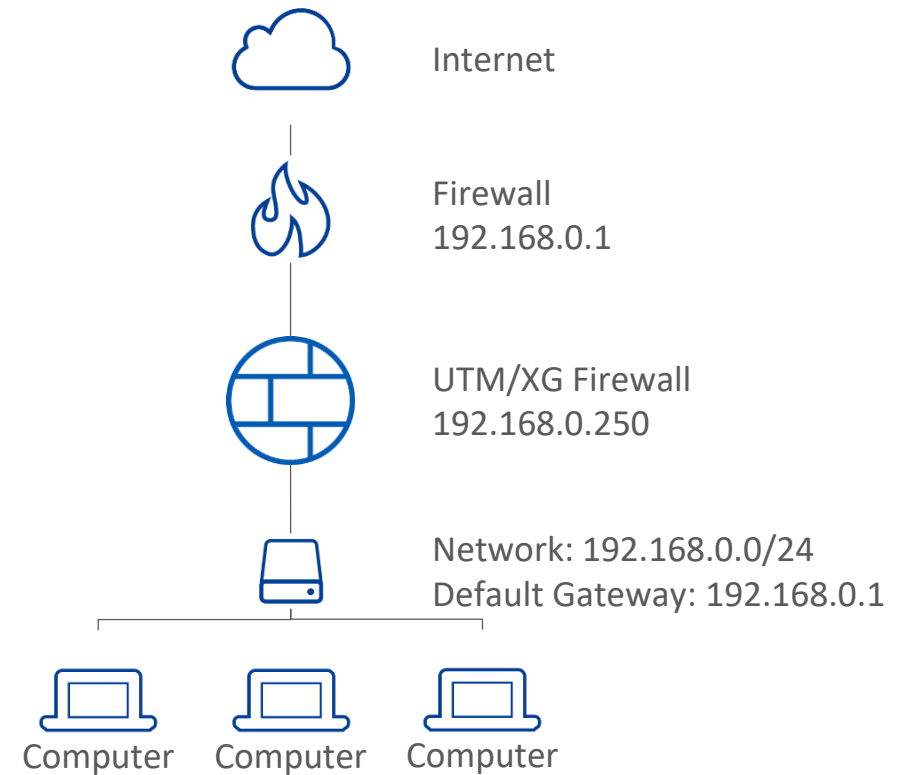 Internet
Firewall
192.168.0.1
UTM/XG Firewall
192.168.0.250
Network: 192.168.0.0/24
Default Gateway: 192.168.0.1
Computer
Computer
Computer